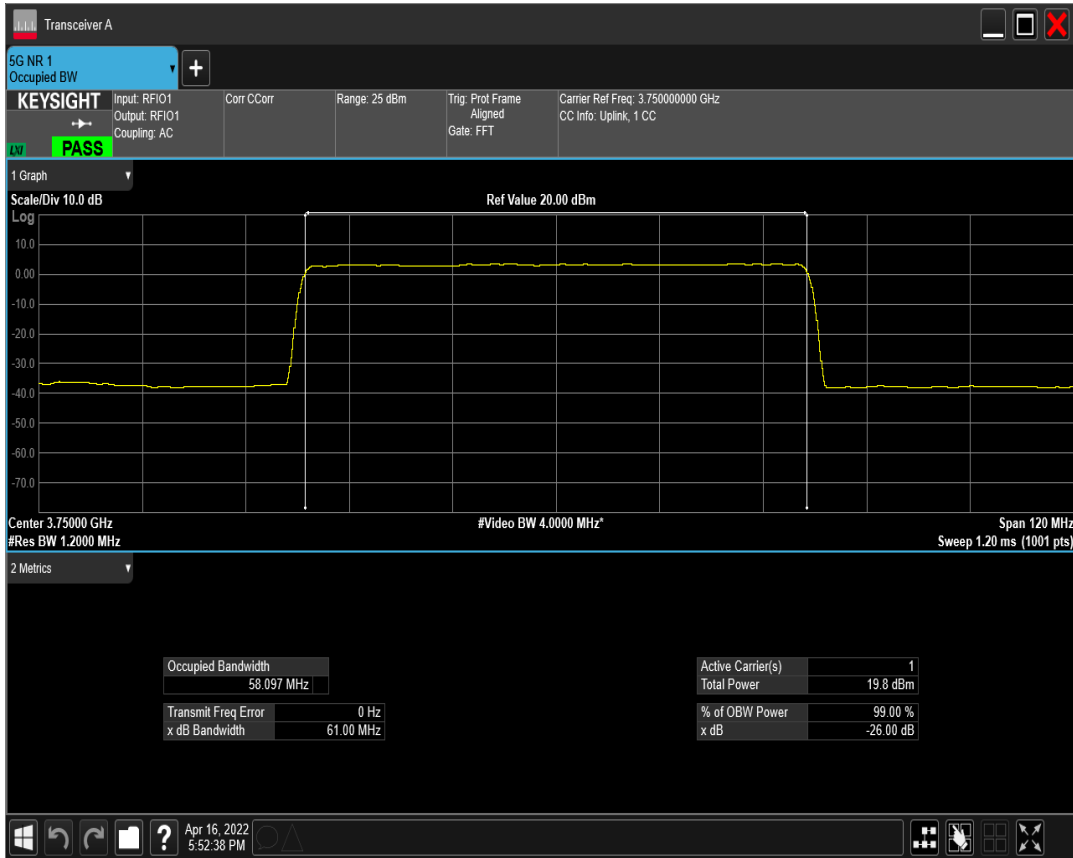 Transceiver A
5G NR 1
Occupied BW
+
KEYSIGHT
LXI
PASS
Input: RFIO1
Output: RFIO1
Coupling: AC
Corr CCorr
Range: 25 dBm
Trig: Prot Frame
Aligned
Gate: FFT
Carrier Ref Freq: 3.750000000 GHz
CC Info: Uplink, 1 CC
1 Graph
Scale/Div 10.0 dB
Ref Value 20.00 dBm
Log
10.0
0.00
-10.0
-20.0
-30.0
-40.0
-50.0
-60.0
-70.0
Center 3.75000 GHz
#Video BW 4.0000 MHz*
Span 120 MHz
#Res BW 1.2000 MHz
Sweep 1.20 ms (1001 pts)
2 Metrics
Occupied Bandwidth
58.097 MHz
Transmit Freq Error 0 Hz
x dB Bandwidth 61.00 MHz
Active Carrier(s) 1
Total Power 19.8 dBm
% of OBW Power 99.00 %
x dB -26.00 dB
?
Apr 16, 2022
5:52:38 PM